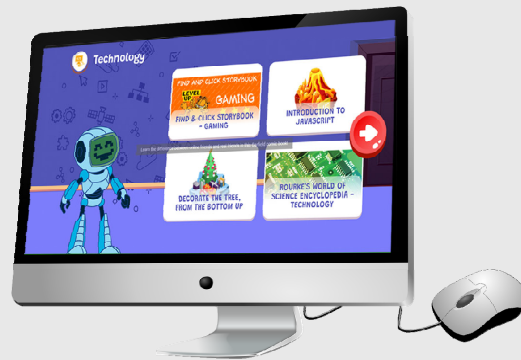 Technology
FIND AND CLICK STORYBOOK
LEVEL
UP
GAMING
FIND & CLICK STORYBOOK
- GAMING
INTRODUCTION TO
JAVASCRIPT
DECORATE THE TREE,
FROM THE BOTTOM UP
ROURKE'S WORLD OF
SCIENCE ENCYCLOPEDIA -
TECHNOLOGY